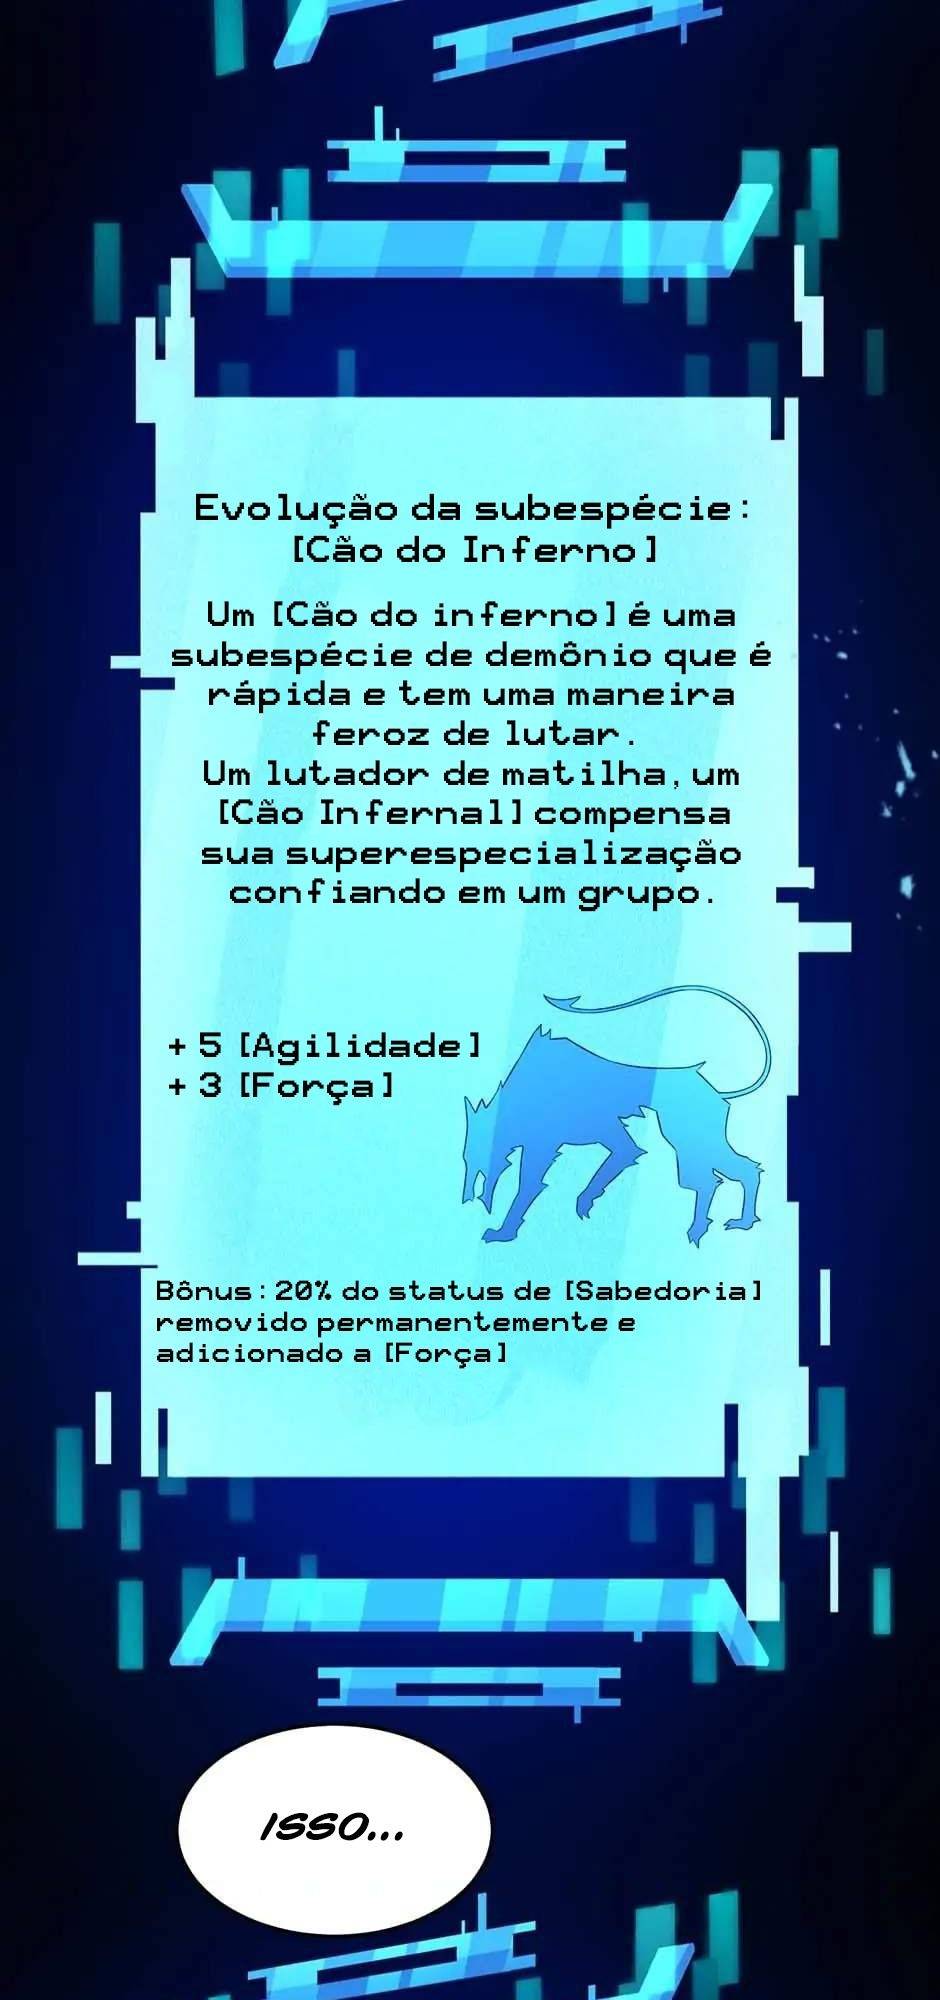 Evolução da subespécie:
[Cão do Inferno]
Um [Cão do inferno] é uma
subespécie de demônio que é
rápida e tem uma maneira
feroz de lutar.
Um lutador de matilha, um
[Cão Infernal] compensa
sua superespecialização
confiando em um grupo.
+ 5 [Agilidade]
+ 3 [Força]
Bônus: 20% do status de [Sabedoria]
removido permanentemente e
adicionado a [Força]
ISSO...